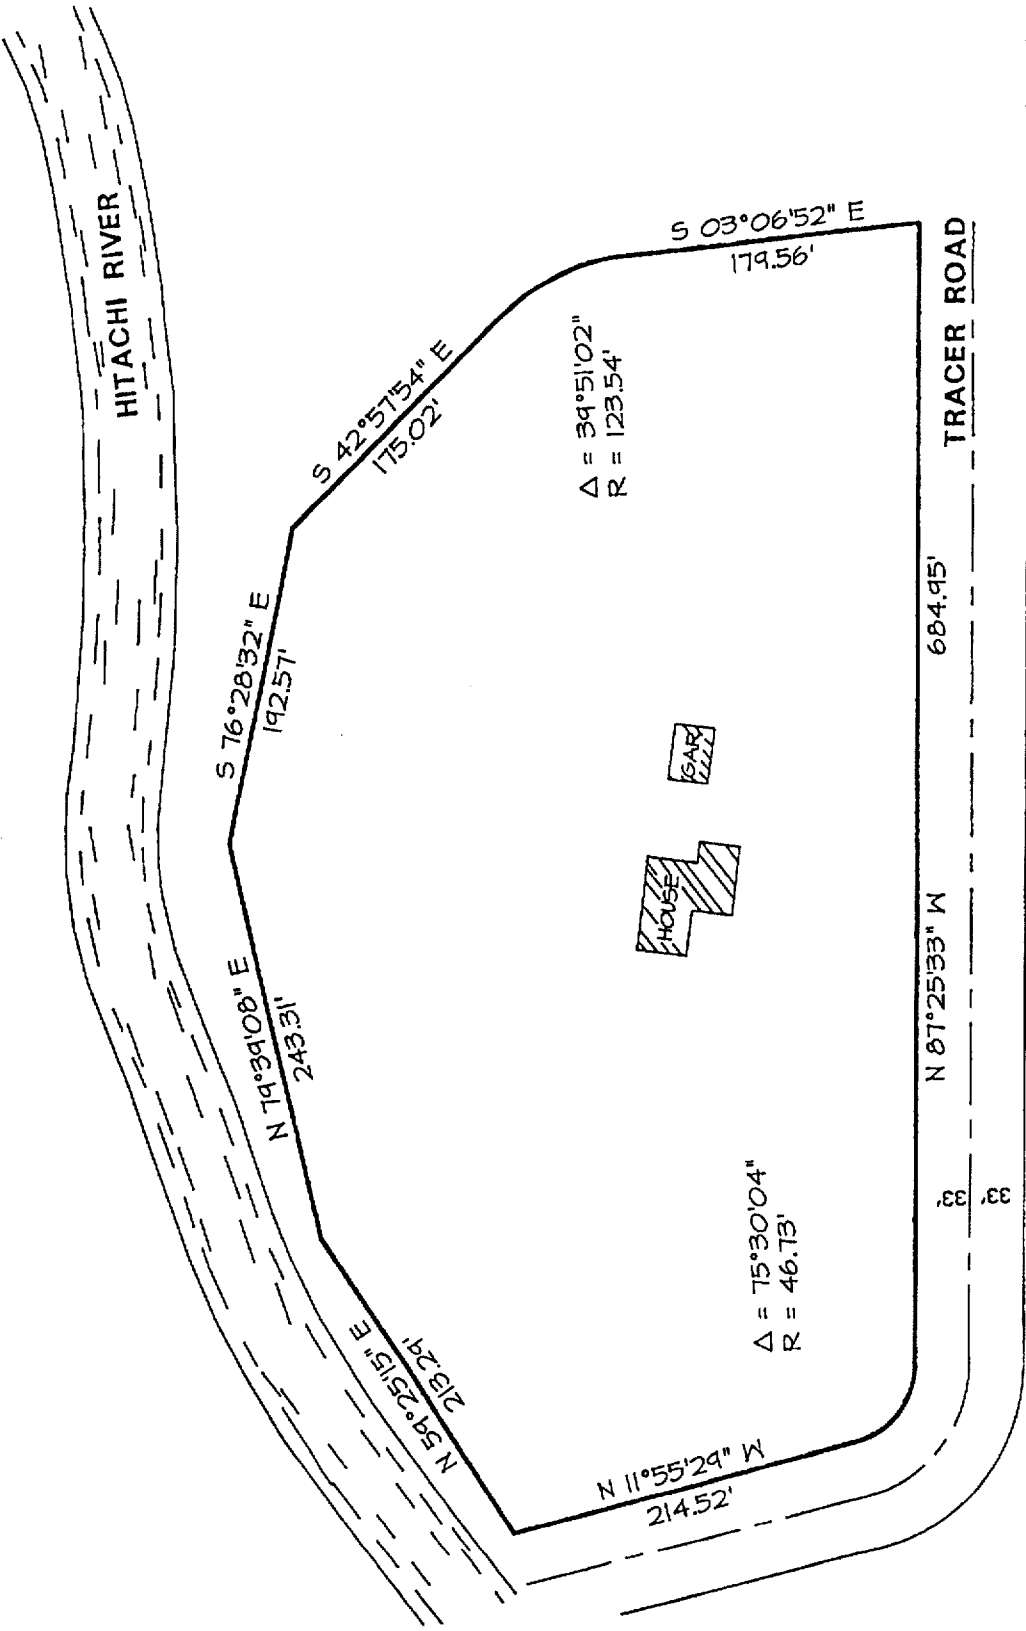 HITACHI RIVER
S 03°06'52" E
179.56'
S 42°57'54" E
175.02'
Δ = 39°51'02"
R = 123.54'
S 76°28'32" E
192.57'
N 74°39'08" E
243.31'
N 59°25'15" E
213.29'
N 11°55'29" W
214.52'
Δ = 75°30'04"
R = 46.73'
HOUSE
GAR
TRACER ROAD
684.95'
N 87°25'33" W
33'
33'